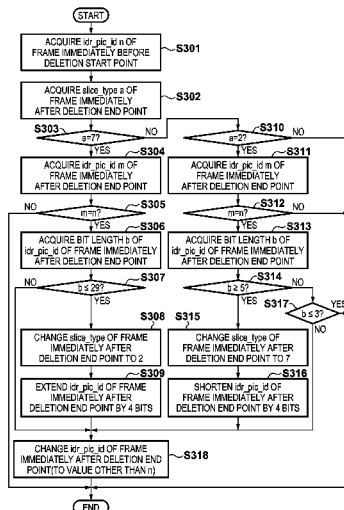 START
ACQUIRE idr_pic_id n OF
FRAME IMMEDIATELY BEFORE
DELETION START POINT
S301
ACQUIRE slice_type a OF
FRAME IMMEDIATELY
AFTER DELETION END POINT
S302
S303
a=7?
NO
YES
S310
a=2?
NO
YES
S304
ACQUIRE idr_pic_id m OF
FRAME IMMEDIATELY
AFTER DELETION END POINT
S311
ACQUIRE idr_pic_id m OF
FRAME IMMEDIATELY
AFTER DELETION END POINT
S305
m=n?
NO
YES
S312
m=n?
NO
YES
S306
ACQUIRE BIT LENGTH b OF
idr_pic_id OF FRAME IMMEDIATELY
AFTER DELETION END POINT
S313
ACQUIRE BIT LENGTH b OF
idr_pic_id OF FRAME IMMEDIATELY
AFTER DELETION END POINT
S307
b ≤ 29?
NO
YES
S314
b ≥ 5?
NO
YES
S317
b ≤ 3?
YES
NO
S308
CHANGE slice_type OF FRAME
IMMEDIATELY AFTER
DELETION END POINT TO 2
S315
CHANGE slice_type OF
FRAME IMMEDIATELY AFTER
DELETION END POINT TO 7
S309
EXTEND idr_pic_id OF
FRAME IMMEDIATELY AFTER
DELETION END POINT BY 4 BITS
S316
SHORTEN idr_pic_id OF
FRAME IMMEDIATELY AFTER
DELETION END POINT BY 4 BITS
CHANGE idr_pic_id OF FRAME
IMMEDIATELY AFTER DELETION END
POINT(TO VALUE OTHER THAN n)
S318
END